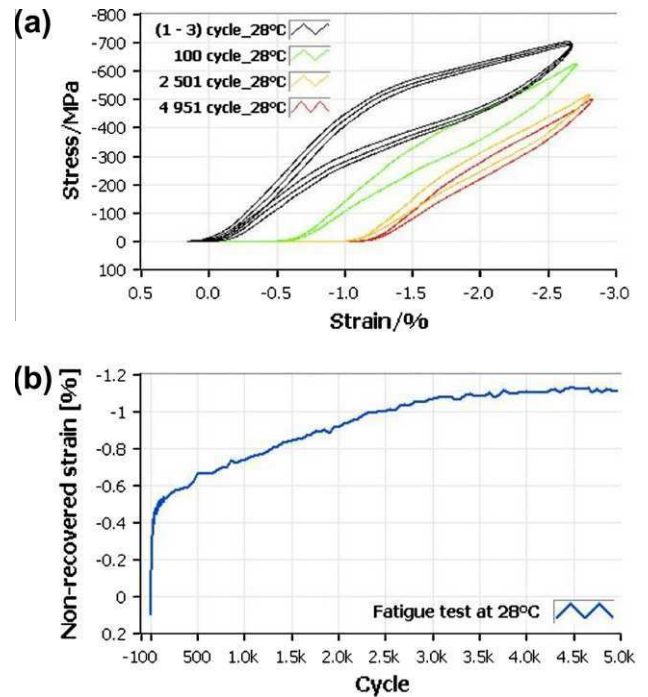 (a)
-800
-700
-600
-500
-400
-300
-200
-100
0
100
Stress/MPa
(1 - 3) cycle_28ºC
100 cycle_28ºC
2 501 cycle_28ºC
4 951 cycle_28ºC
0.5 0.0 -0.5 -1.0 -1.5 -2.0 -2.5 -3.0
Strain/%
(b)
-1.2
-1
-0.8
-0.6
-0.4
-0.2
0
0.2
Non-recovered strain [%]
Fatigue test at 28ºC
-100 500 1.0k 1.5k 2.0k 2.5k 3.0k 3.5k 4.0k 4.5k 5.0k
Cycle